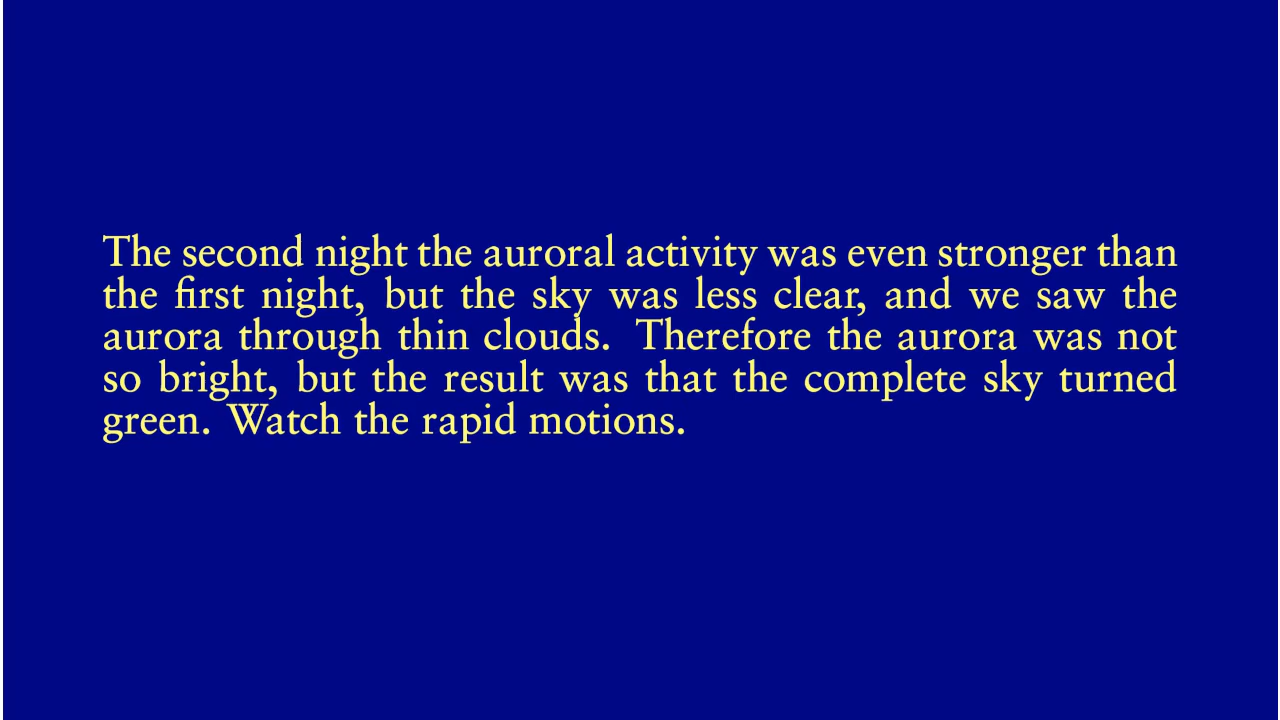 The second night the auroral activity was even stronger than
the first night, but the sky was less clear, and we saw the
aurora through thin clouds. Therefore the aurora was not
so bright, but the result was that the complete sky turned
green. Watch the rapid motions.